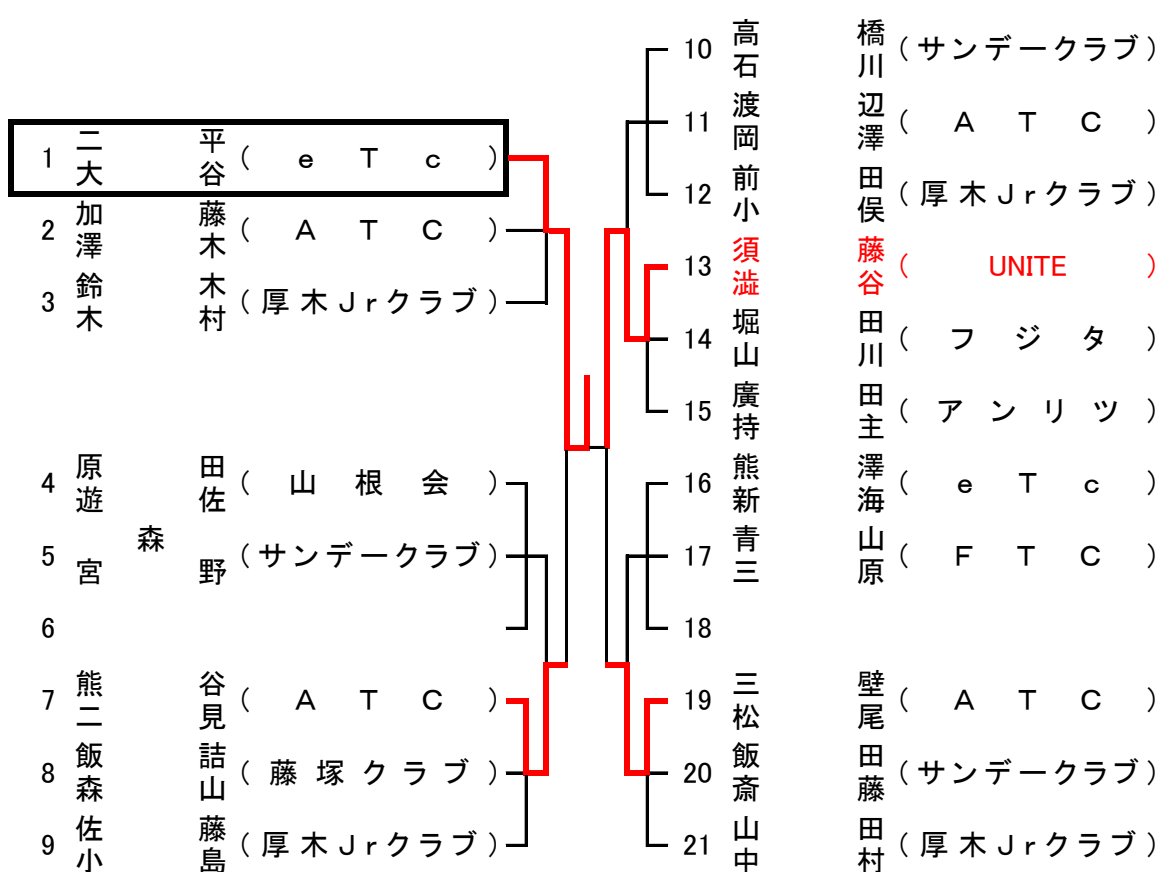 1 二平 大谷 (eTc)
2 加藤 澤木 (ATC)
3 鈴木 木村 (厚木Jrクラブ)
4 原田 遊佐 (山根会)
5 森 宮野 (サンデークラブ)
6
7 熊谷 二見 (ATC)
8 飯詰 森山 (藤塚クラブ)
9 佐藤 小島 (厚木Jrクラブ)
10 高橋 石川 (サンデークラブ)
11 渡辺 岡澤 (ATC)
12 前田 小俣 (厚木Jrクラブ)
13 須藤 澁谷 (UNITE)
14 堀田 山川 (フジタ)
15 廣田 持主 (アンリツ)
16 熊澤 新海 (eTc)
17 青山 三原 (FTC)
18
19 三壁 松尾 (ATC)
20 飯田 斎藤 (サンデークラブ)
21 山田 中村 (厚木Jrクラブ)